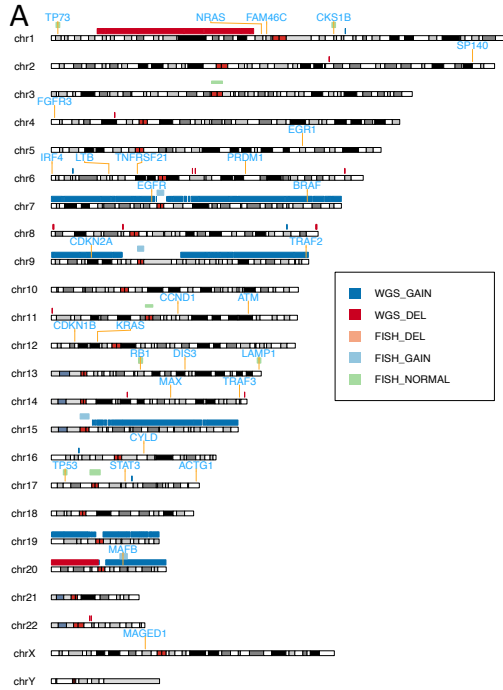 A
TP73 NRAS FAM46C CKS1B
chr1
SP140
chr2
chr3
FGFR3
chr4
EGR1
chr5
IRF4 LTB TNFRSF21 PRDM1
chr6
EGFR BRAF
chr7
chr8
CDKN2A TRAF2
chr9
chr10
CCND1 ATM
chr11
CDKN1B KRAS
chr12
RB1 DIS3 LAMP1
chr13
MAX TRAF3
chr14
chr15
CYLD
chr16
TP53 STAT3 ACTG1
chr17
chr18
chr19
MAFB
chr20
chr21
chr22
MAGED1
chrX
chrY
WGS_GAIN
WGS_DEL
FISH_DEL
FISH_GAIN
FISH_NORMAL